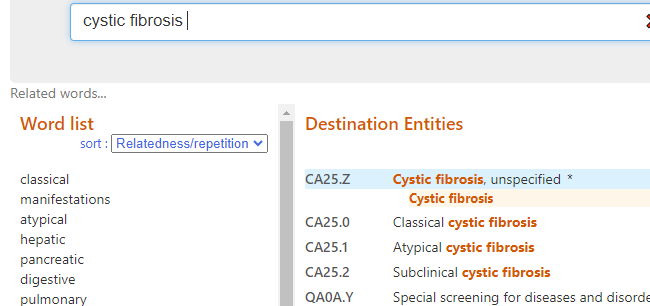 cystic fibrosis
Related words...
Word list
sort : Relatedness/repetition
classical
manifestations
atypical
hepatic
pancreatic
digestive
pulmonary
Destination Entities
CA25.Z Cystic fibrosis, unspecified *
Cystic fibrosis
CA25.0 Classical cystic fibrosis
CA25.1 Atypical cystic fibrosis
CA25.2 Subclinical cystic fibrosis
QA0A.Y Special screening for diseases and